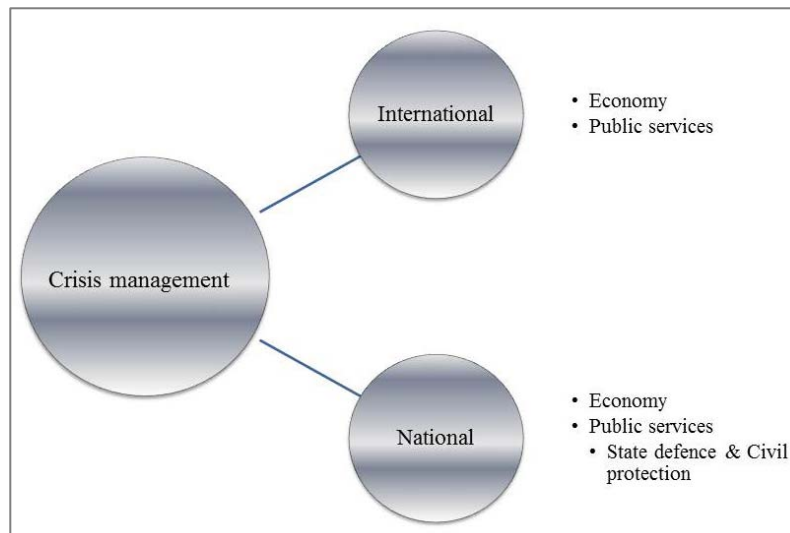 International
• Economy
• Public services
Crisis management
National
• Economy
• Public services
• State defence & Civil
protection